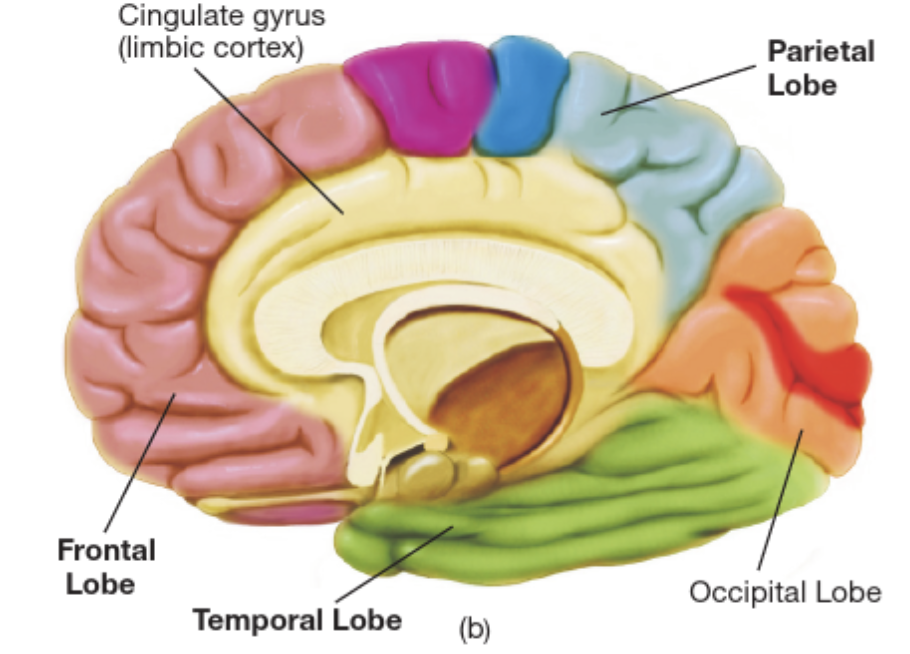 Cingulate gyrus
(limbic cortex)
Parietal
Lobe
Frontal
Lobe
Temporal Lobe
Occipital Lobe
(b)